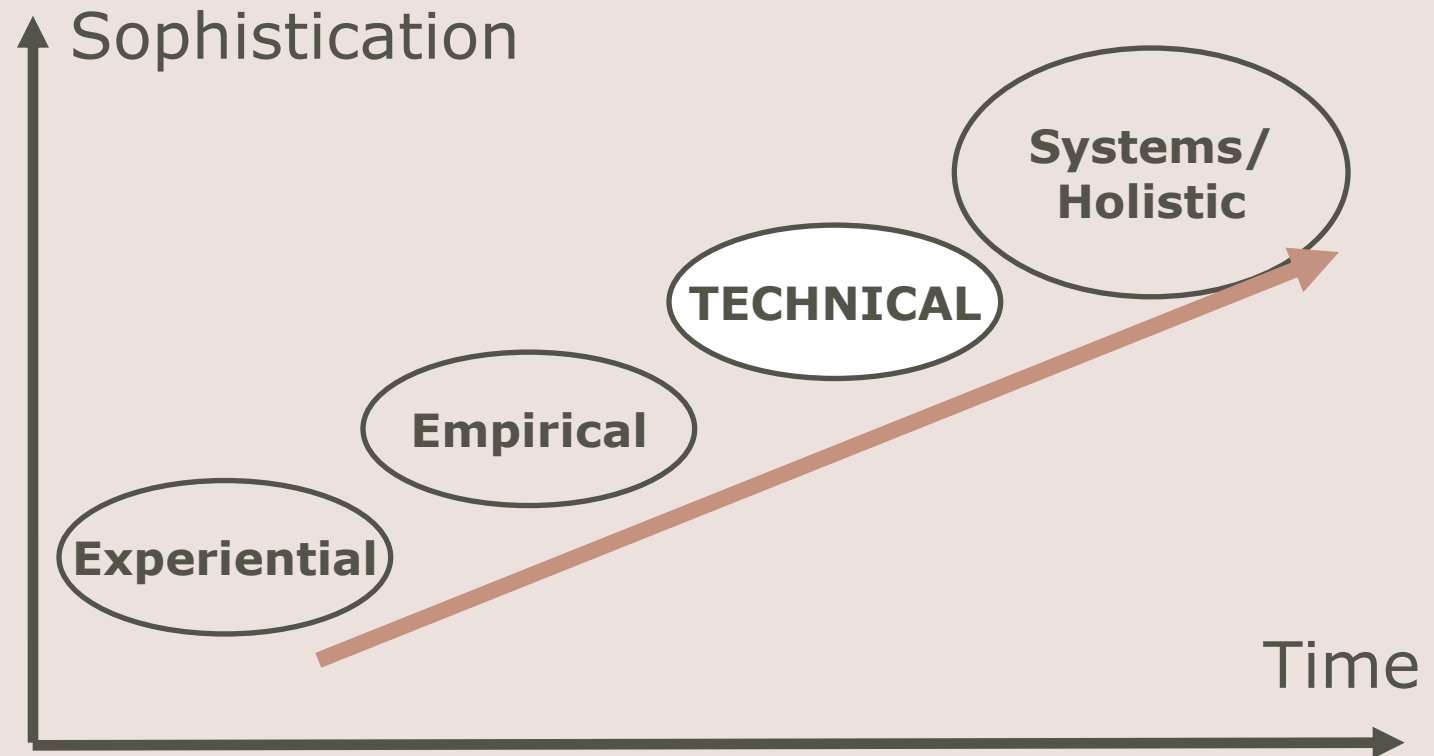 Sophistication
Systems/
Holistic
TECHNICAL
Empirical
Experiential
Time